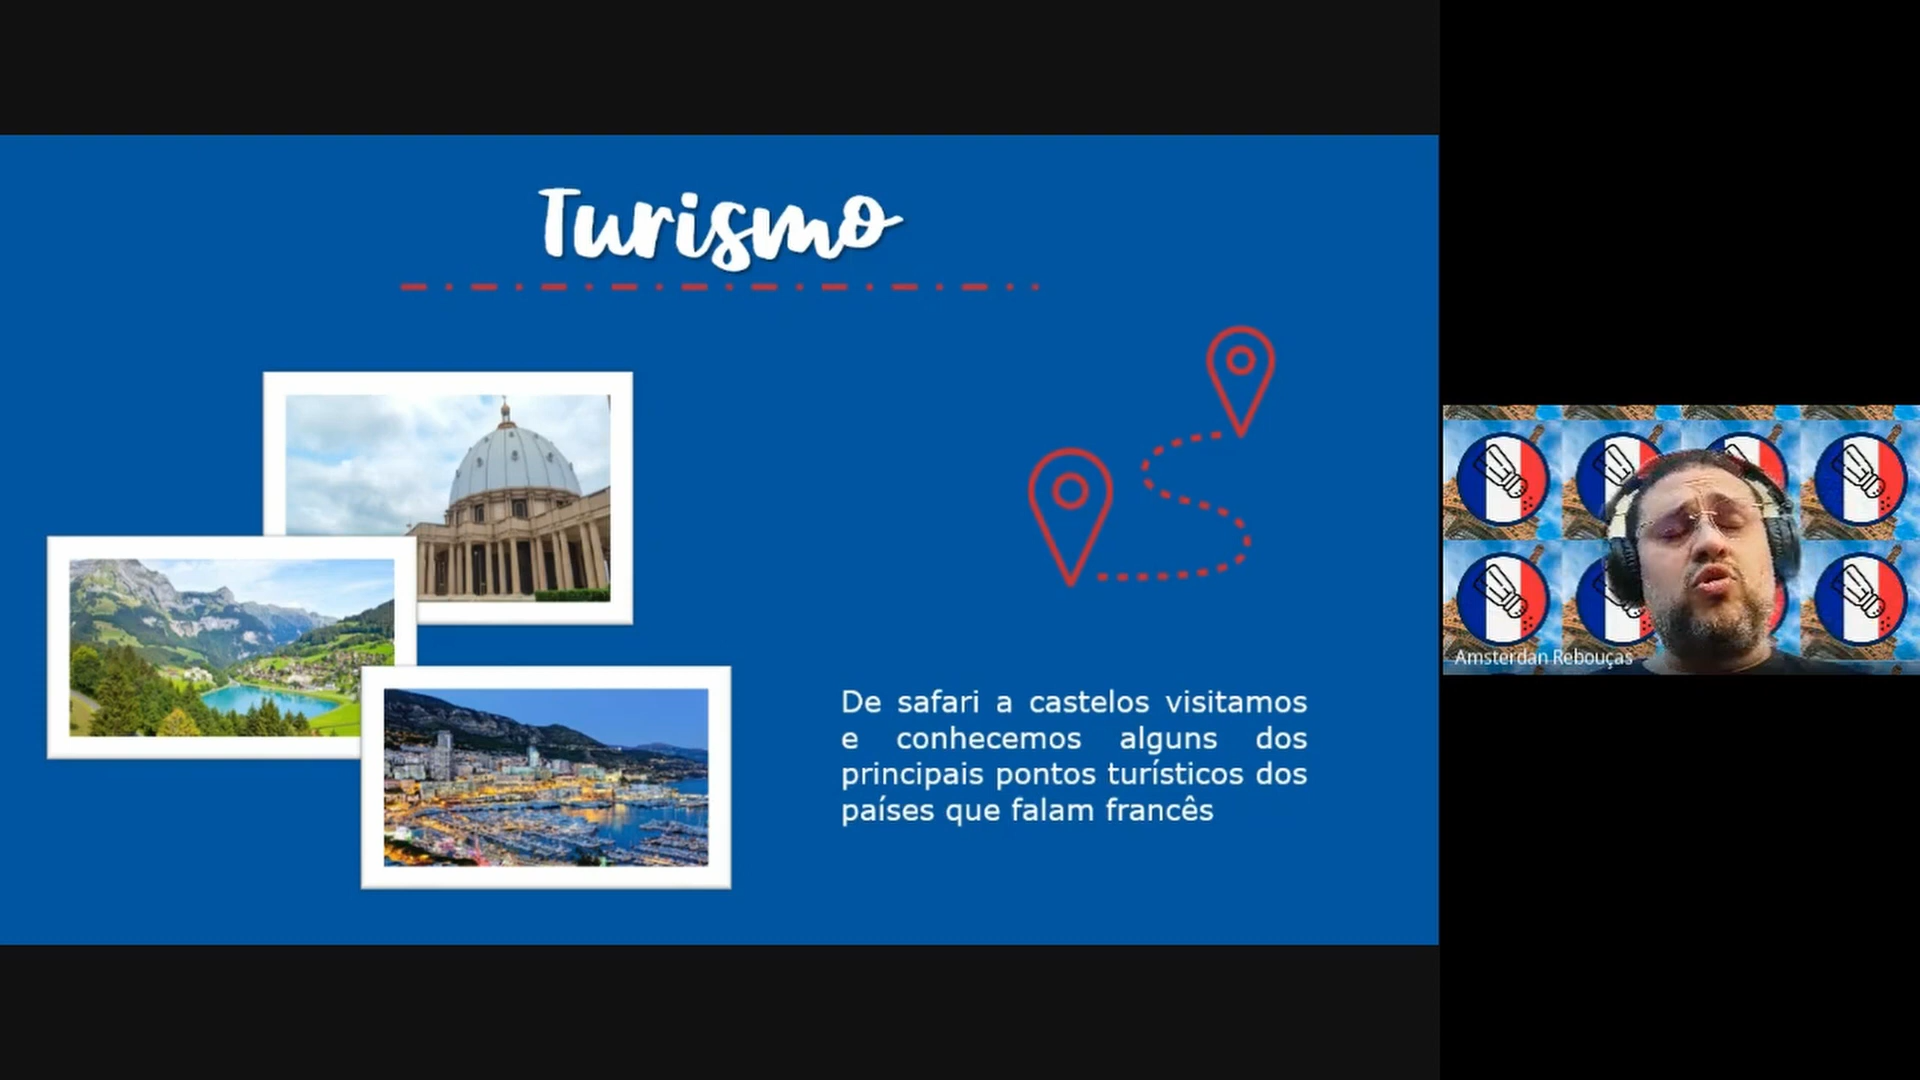 Turismo
De safari a castelos visitamos
e conhecemos alguns dos
principais pontos turísticos dos
países que falam francês
Amsterdan Rebouças